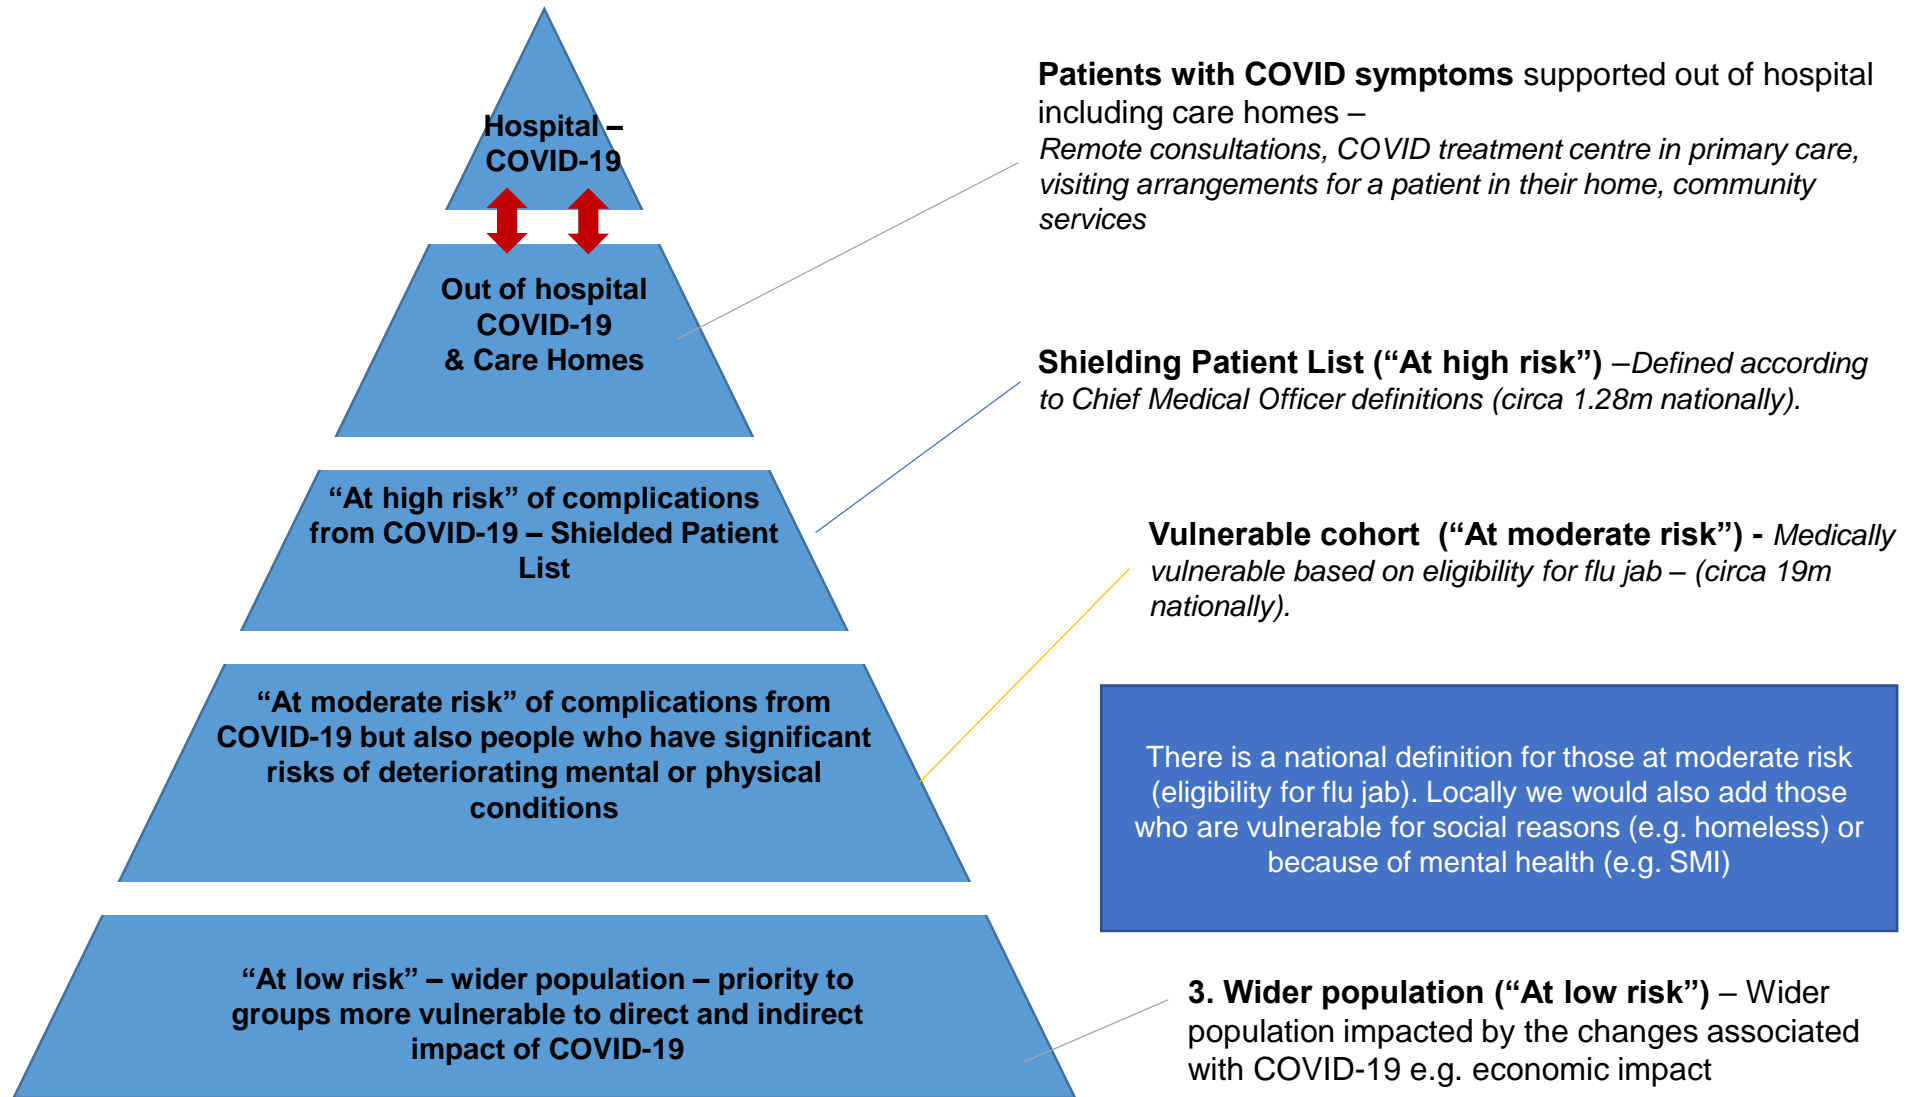 Hospital –
COVID-19
Out of hospital
COVID-19
& Care Homes
“At high risk” of complications
from COVID-19 – Shielded Patient
List
“At moderate risk” of complications from
COVID-19 but also people who have significant
risks of deteriorating mental or physical
conditions
“At low risk” – wider population – priority to
groups more vulnerable to direct and indirect
impact of COVID-19
Patients with COVID symptoms supported out of hospital
including care homes –
Remote consultations, COVID treatment centre in primary care,
visiting arrangements for a patient in their home, community
services
Shielding Patient List (“At high risk”) –Defined according
to Chief Medical Officer definitions (circa 1.28m nationally).
Vulnerable cohort (“At moderate risk”) - Medically
vulnerable based on eligibility for flu jab – (circa 19m
nationally).
There is a national definition for those at moderate risk
(eligibility for flu jab). Locally we would also add those
who are vulnerable for social reasons (e.g. homeless) or
because of mental health (e.g. SMI)
3. Wider population (“At low risk”) – Wider
population impacted by the changes associated
with COVID-19 e.g. economic impact